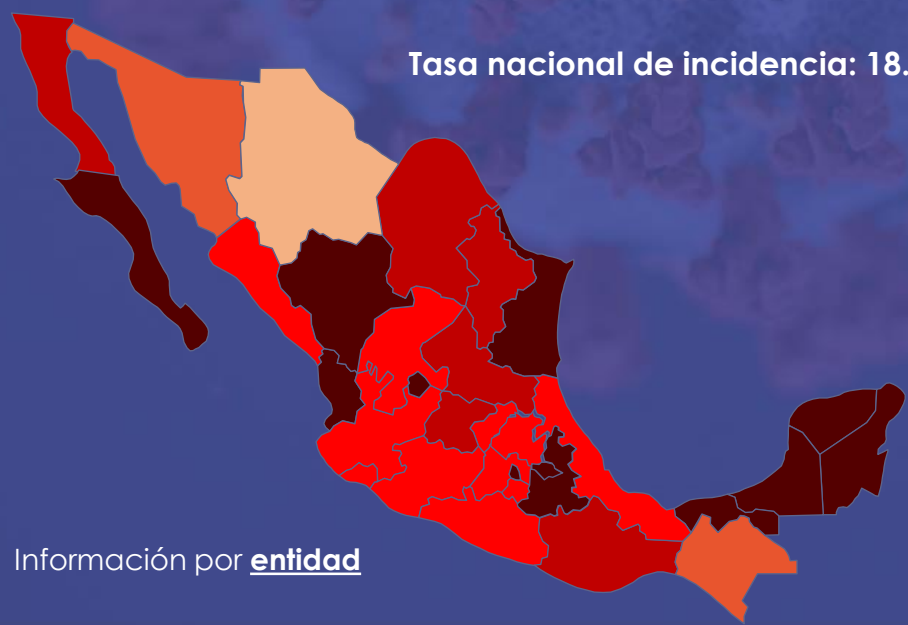 Tasa nacional de incidencia: 18.
Información por entidad